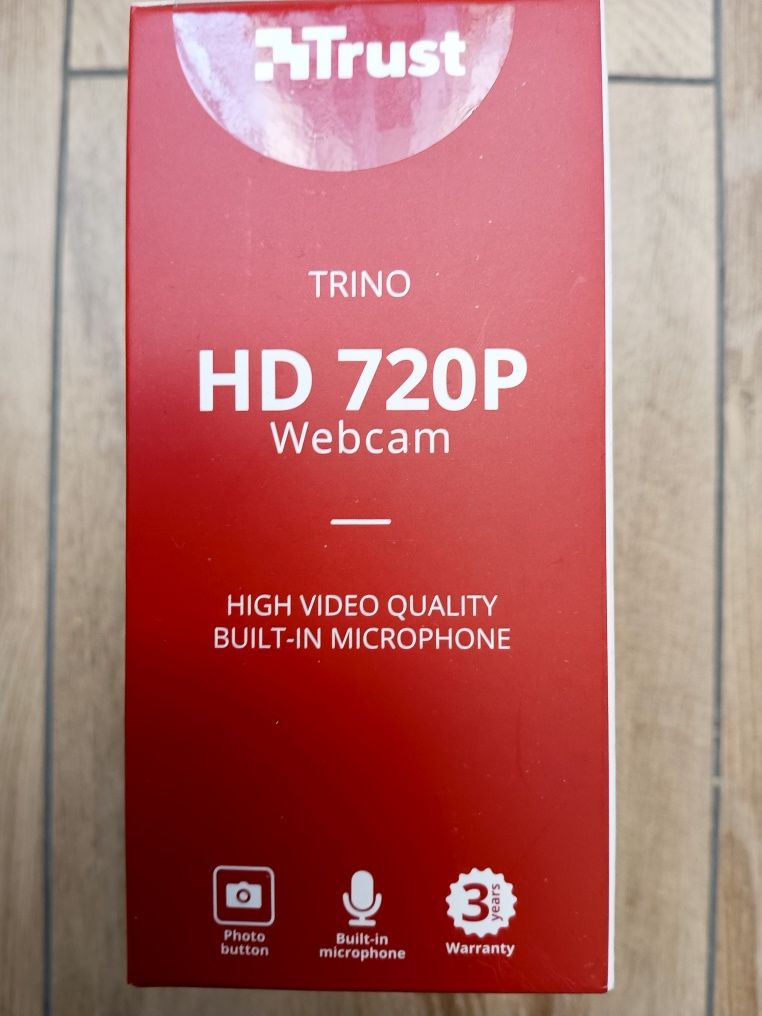 Trust
TRINO
HD 720P
Webcam
HIGH VIDEO QUALITY
BUILT-IN MICROPHONE
Photo
button
Built-in
microphone
3 years
Warranty